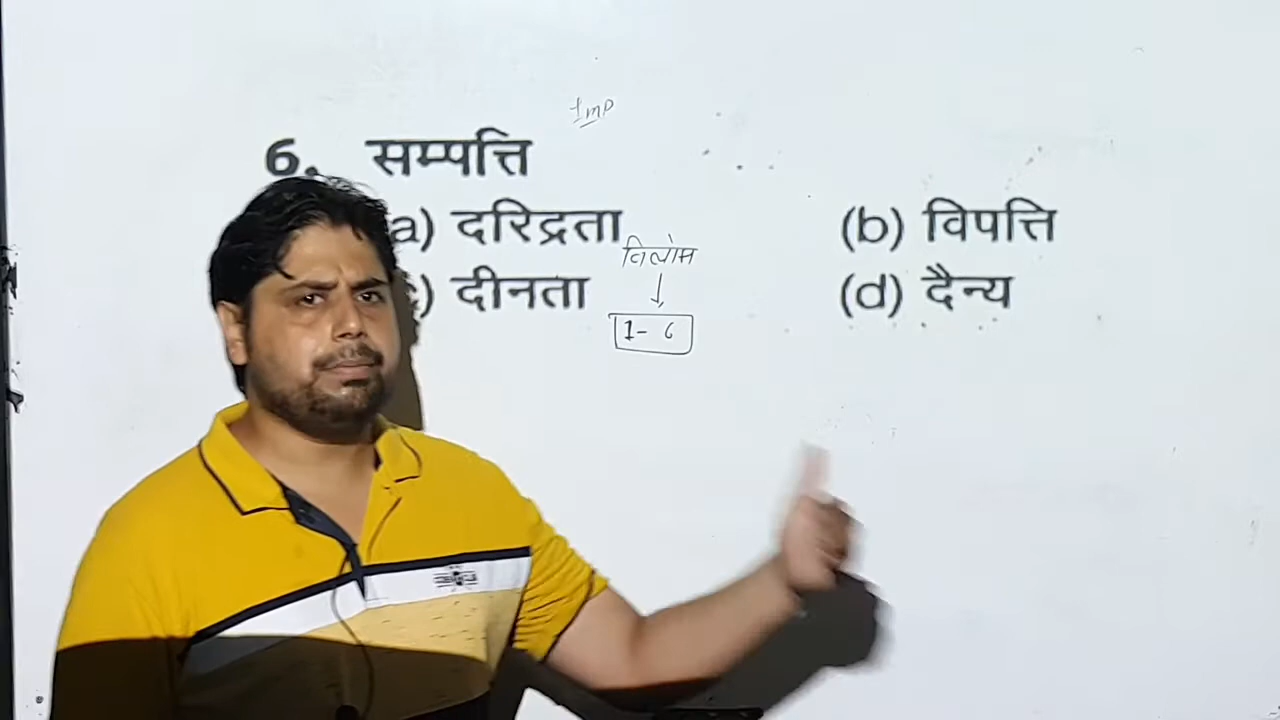 Imp
6. सम्पत्ति
a) दरिद्रता (b) विपत्ति
विलोम
) दीनता (d) दैन्य
1- 6